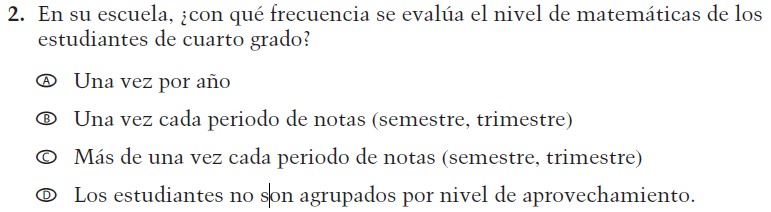 2. En su escuela, ¿con qué frecuencia se evalúa el nivel de matemáticas de los
estudiantes de cuarto grado?
A Una vez por año
B Una vez cada periodo de notas (semestre, trimestre)
C Más de una vez cada periodo de notas (semestre, trimestre)
D Los estudiantes no son agrupados por nivel de aprovechamiento.